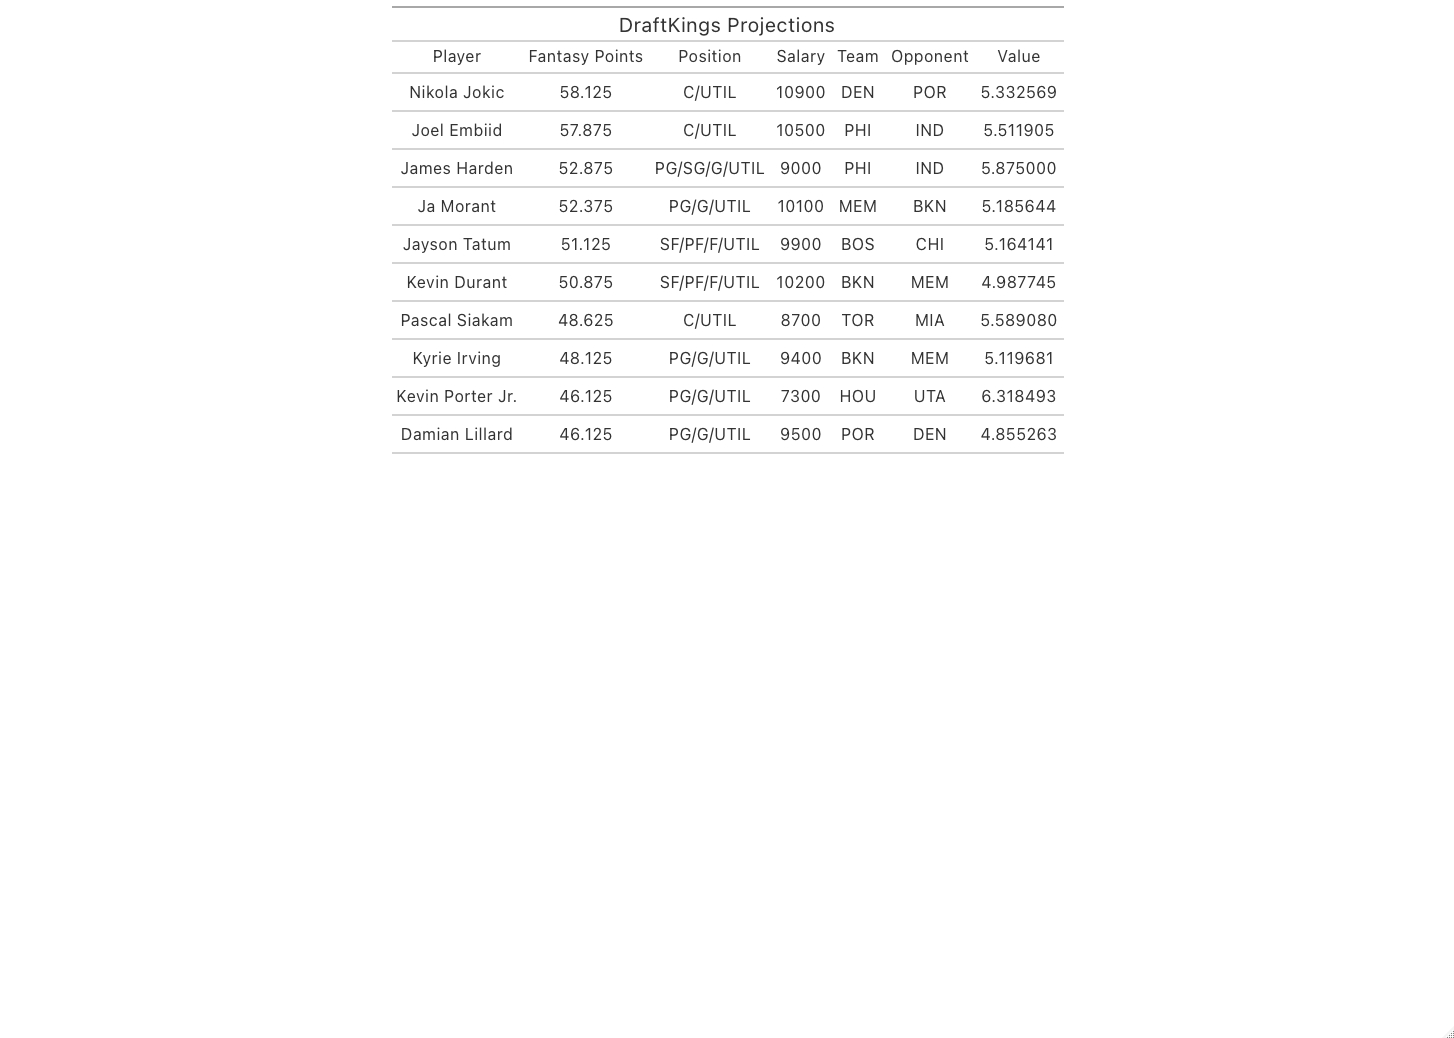 DraftKings Projections
Player Fantasy Points Position Salary Team Opponent Value
Nikola Jokic 58.125 C/UTIL 10900 DEN POR 5.332569
Joel Embiid 57.875 C/UTIL 10500 PHI IND 5.511905
James Harden 52.875 PG/SG/G/UTIL 9000 PHI IND 5.875000
Ja Morant 52.375 PG/G/UTIL 10100 MEM BKN 5.185644
Jayson Tatum 51.125 SF/PF/F/UTIL 9900 BOS CHI 5.164141
Kevin Durant 50.875 SF/PF/F/UTIL 10200 BKN MEM 4.987745
Pascal Siakam 48.625 C/UTIL 8700 TOR MIA 5.589080
Kyrie Irving 48.125 PG/G/UTIL 9400 BKN MEM 5.119681
Kevin Porter Jr. 46.125 PG/G/UTIL 7300 HOU UTA 6.318493
Damian Lillard 46.125 PG/G/UTIL 9500 POR DEN 4.855263